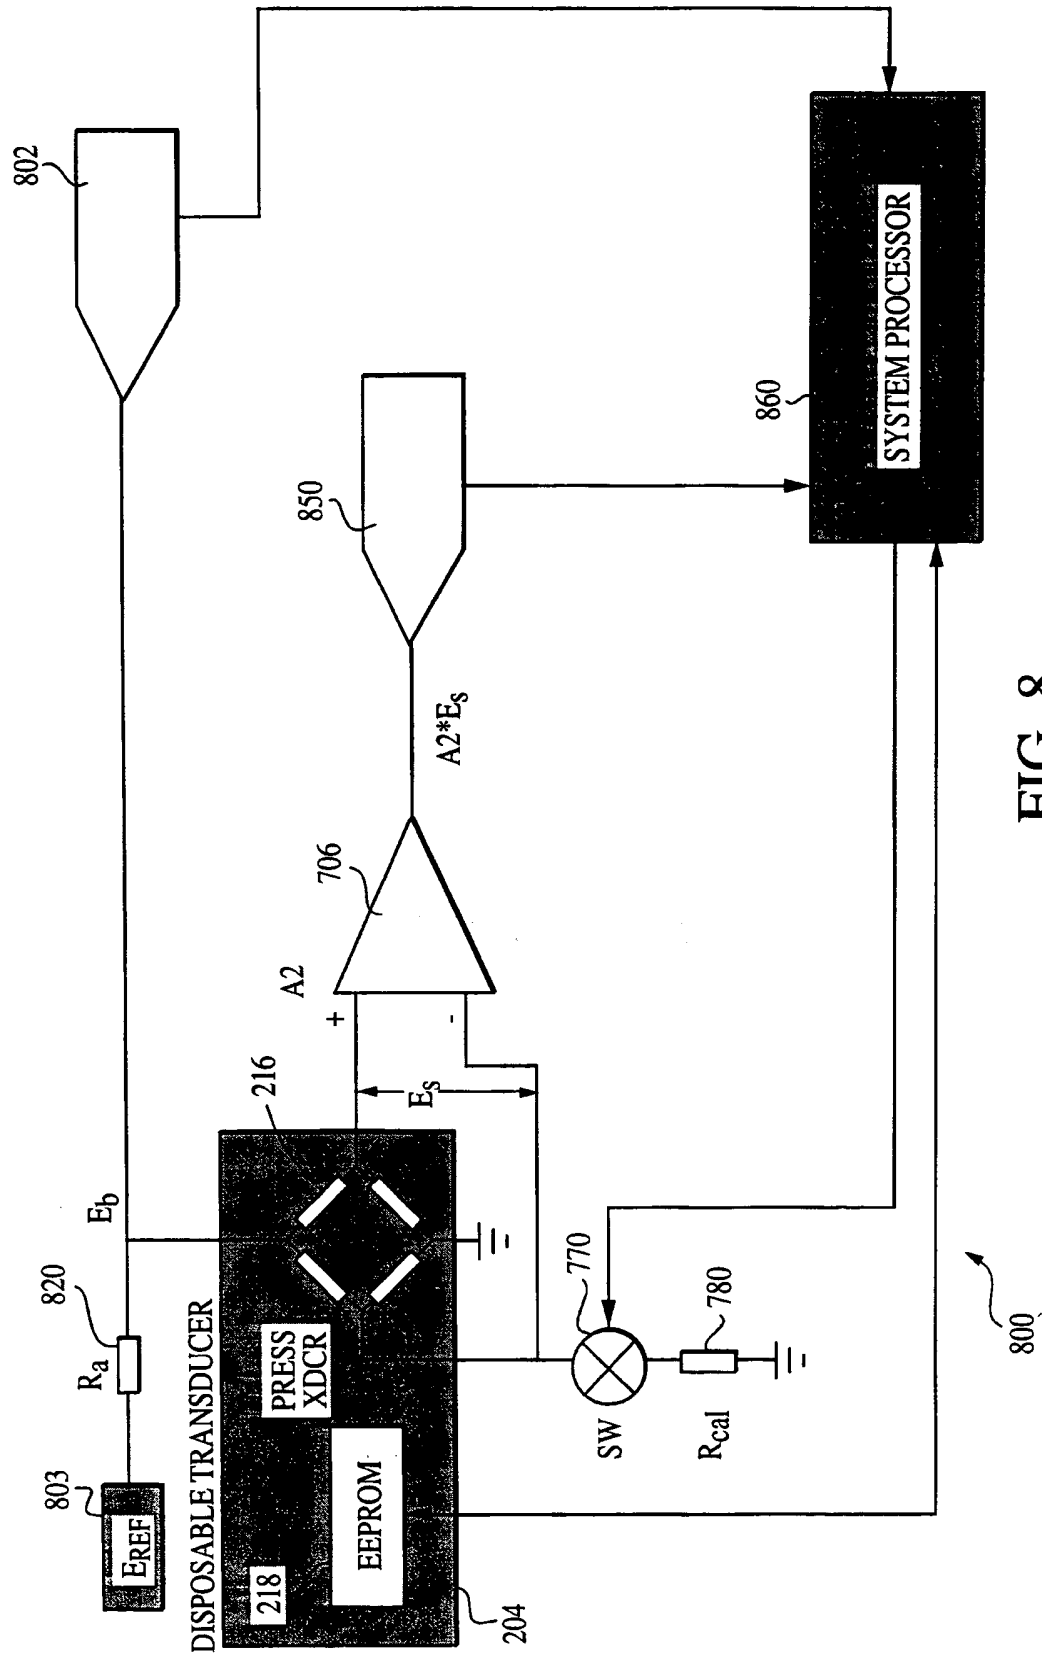 802
E_b
820
R_a
803
E_REF
DISPOSABLE TRANSDUCER
216
PRESS
XDCR
EEPROM
218
204
E_s
+
-
A2
706
A2*E_s
850
770
SW
780
R_cal
860
SYSTEM PROCESSOR
800
FIG. 8